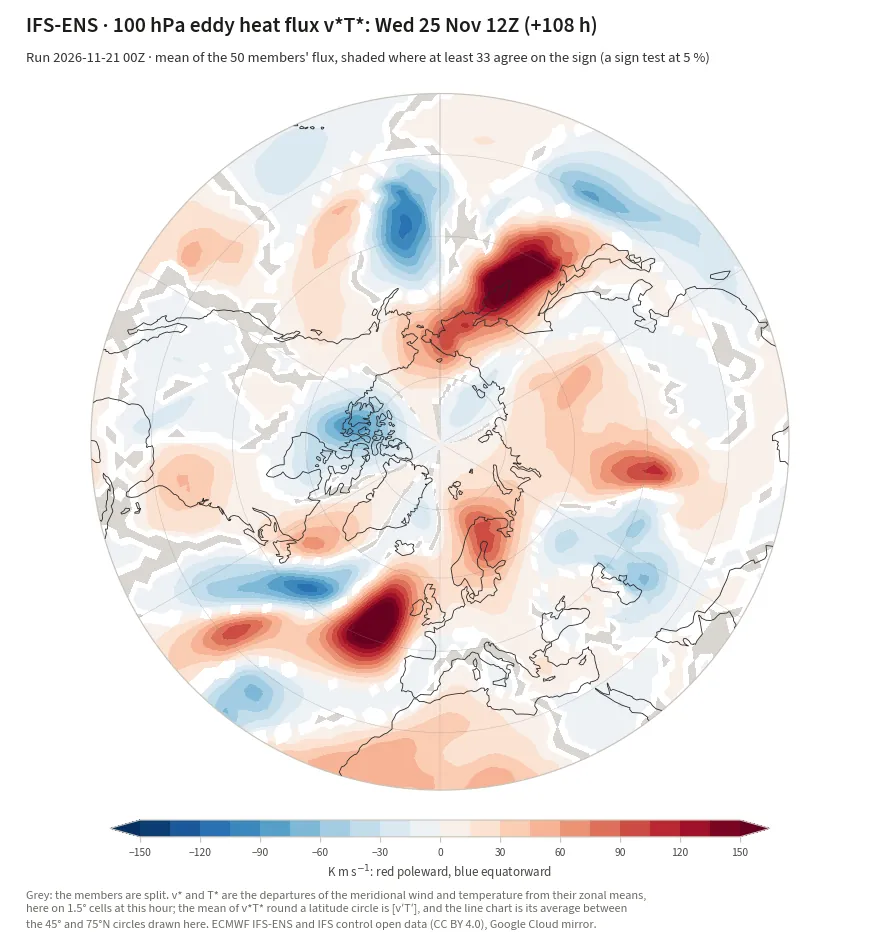 IFS-ENS · 100 hPa eddy heat flux v*T*: Wed 25 Nov 12Z (+108 h)
Run 2026-11-21 00Z · mean of the 50 members' flux, shaded where at least 33 agree on the sign (a sign test at 5 %)
−150 −120 −90 −60 −30 0 30 60 90 120 150
K m s⁻¹: red poleward, blue equatorward
Grey: the members are split. v* and T* are the departures of the meridional wind and temperature from their zonal means,
here on 1.5° cells at this hour; the mean of v*T* round a latitude circle is [v'T'], and the line chart is its average between
the 45° and 75°N circles drawn here. ECMWF IFS-ENS and IFS control open data (CC BY 4.0), Google Cloud mirror.